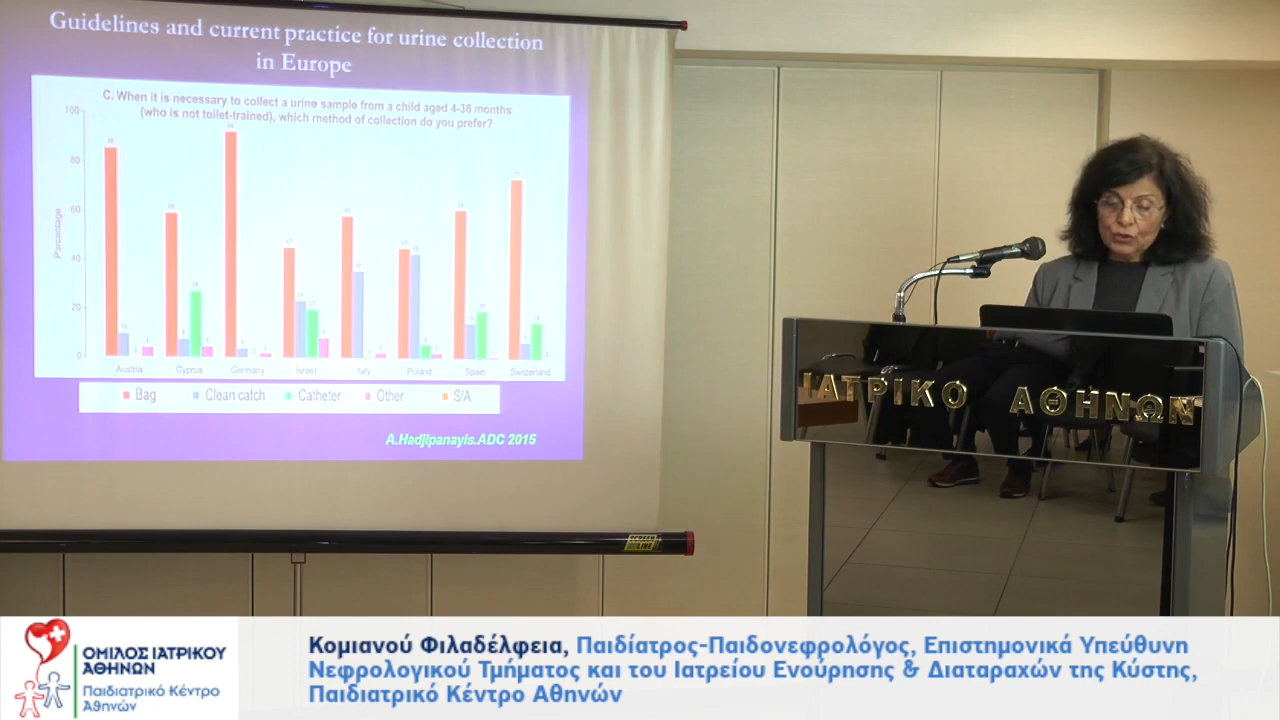 Guidelines and current practice for urine collection
in Europe
C. When it is necessary to collect a urine sample from a child aged 4-36 months
(who is not toilet-trained), which method of collection do you prefer?
Percentage
100
80
60
40
20
0
Austria Cyprus Germany Israel Italy Poland Spain Switzerland
Bag Clean catch Catheter Other S/A
A.Hadjipanayis.ADC 2015
ΙΑΤΡΙΚΟ ΑΘΗΝΩΝ
SCREEN
LINE
ΟΜΙΛΟΣ ΙΑΤΡΙΚΟΥ
ΑΘΗΝΩΝ
Παιδιατρικό Κέντρο
Αθηνών
Κομιανού Φιλαδέλφεια, Παιδίατρος-Παιδονεφρολόγος, Επιστημονικά Υπεύθυνη
Νεφρολογικού Τμήματος και του Ιατρείου Ενούρησης & Διαταραχών της Κύστης,
Παιδιατρικό Κέντρο Αθηνών